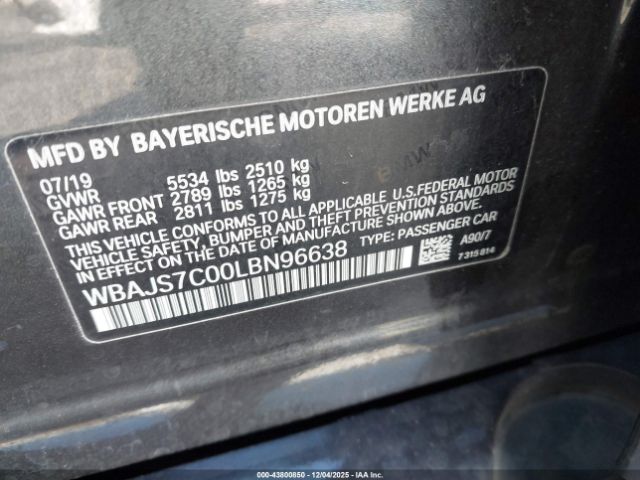 MFD BY BAYERISCHE MOTOREN WERKE AG
07/19
GVWR 5534 lbs 2510 kg
GAWR FRONT 2789 lbs 1265 kg
GAWR REAR 2811 lbs 1275 kg
THIS VEHICLE CONFORMS TO ALL APPLICABLE U.S.FEDERAL MOTOR
VEHICLE SAFETY, BUMPER AND THEFT PREVENTION STANDARDS
IN EFFECT ON THE DATE OF MANUFACTURE SHOWN ABOVE.
WBAJS7C00LBN96638 TYPE: PASSENGER CAR A90/7
7315814
000-43800850 | 12/04/2025 - IAA Inc.